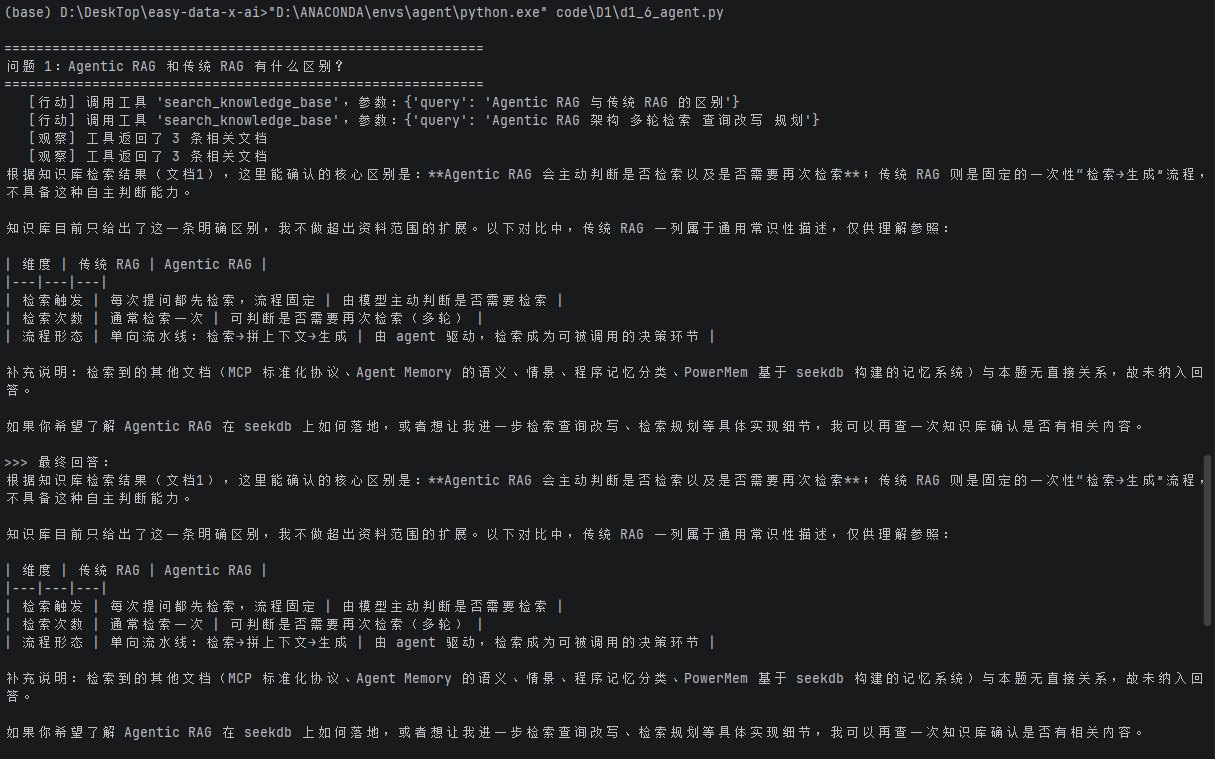 (base) D:\DeskTop\easy-data-x-ai>"D:\ANACONDA\envs\agent\python.exe" code\D1\d1_6_agent.py
============================================================
问题 1: Agentic RAG 和传统 RAG 有什么区别?
============================================================
[行动] 调用工具 'search_knowledge_base', 参数: {'query': 'Agentic RAG 与传统 RAG 的区别'}
[行动] 调用工具 'search_knowledge_base', 参数: {'query': 'Agentic RAG 架构 多轮检索 查询改写 规划'}
[观察] 工具返回了 3 条相关文档
[观察] 工具返回了 3 条相关文档
根据知识库检索结果（文档1），这里能确认的核心区别是：**Agentic RAG 会主动判断是否检索以及是否需要再次检索**；传统 RAG 则是固定的一次性“检索→生成”流程，
不具备这种自主判断能力。
知识库目前只给出了这一条明确区别，我不做超出资料范围的扩展。以下对比中，传统 RAG 一列属于通用常识性描述，仅供理解参照：
| 维度 | 传统 RAG | Agentic RAG |
|---|---|---|
| 检索触发 | 每次提问都先检索，流程固定 | 由模型主动判断是否需要检索 |
| 检索次数 | 通常检索一次 | 可判断是否需要再次检索（多轮） |
| 流程形态 | 单向流水线：检索→拼上下文→生成 | 由 agent 驱动，检索成为可被调用的决策环节 |
补充说明：检索到的其他文档（MCP 标准化协议、Agent Memory 的语义、情景、程序记忆分类、PowerMem 基于 seekdb 构建的记忆系统）与本题无直接关系，故未纳入回
答。
如果你希望了解 Agentic RAG 在 seekdb 上如何落地，或者想让我进一步检索查询改写、检索规划等具体实现细节，我可以再查一次知识库确认是否有相关内容。
>>> 最终回答:
根据知识库检索结果（文档1），这里能确认的核心区别是：**Agentic RAG 会主动判断是否检索以及是否需要再次检索**；传统 RAG 则是固定的一次性“检索→生成”流程，
不具备这种自主判断能力。
知识库目前只给出了这一条明确区别，我不做超出资料范围的扩展。以下对比中，传统 RAG 一列属于通用常识性描述，仅供理解参照：
| 维度 | 传统 RAG | Agentic RAG |
|---|---|---|
| 检索触发 | 每次提问都先检索，流程固定 | 由模型主动判断是否需要检索 |
| 检索次数 | 通常检索一次 | 可判断是否需要再次检索（多轮） |
| 流程形态 | 单向流水线：检索→拼上下文→生成 | 由 agent 驱动，检索成为可被调用的决策环节 |
补充说明：检索到的其他文档（MCP 标准化协议、Agent Memory 的语义、情景、程序记忆分类、PowerMem 基于 seekdb 构建的记忆系统）与本题无直接关系，故未纳入回
答。
如果你希望了解 Agentic RAG 在 seekdb 上如何落地，或者想让我进一步检索查询改写、检索规划等具体实现细节，我可以再查一次知识库确认是否有相关内容。